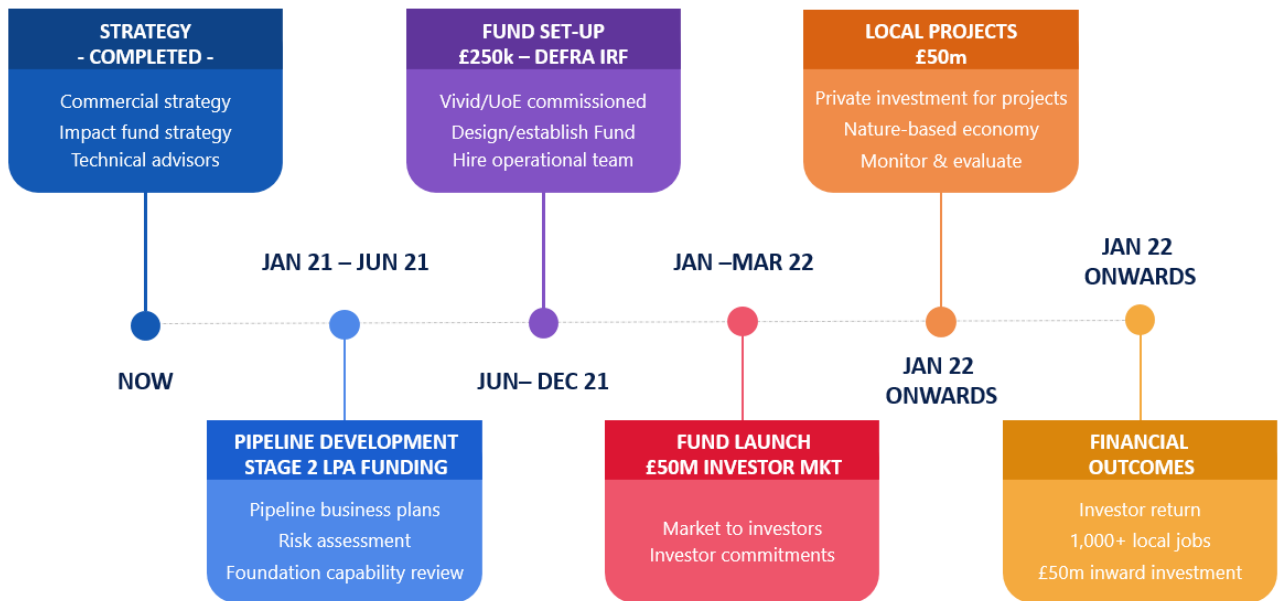 STRATEGY
- COMPLETED -
Commercial strategy
Impact fund strategy
Technical advisors
NOW
JAN 21 – JUN 21
PIPELINE DEVELOPMENT
STAGE 2 LPA FUNDING
Pipeline business plans
Risk assessment
Foundation capability review
FUND SET-UP
£250k – DEFRA IRF
Vivid/UoE commissioned
Design/establish Fund
Hire operational team
JUN– DEC 21
JAN –MAR 22
FUND LAUNCH
£50M INVESTOR MKT
Market to investors
Investor commitments
LOCAL PROJECTS
£50m
Private investment for projects
Nature-based economy
Monitor & evaluate
JAN 22
ONWARDS
JAN 22
ONWARDS
FINANCIAL
OUTCOMES
Investor return
1,000+ local jobs
£50m inward investment